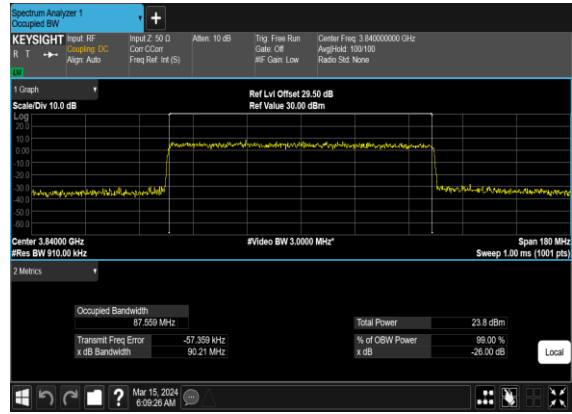 Spectrum Analyzer 1
Occupied BW
+
KEYSIGHT
R T
LW
Input: RF
Coupling: DC
Align: Auto
Input Z: 50 Ω
Corr CCorr
Freq Ref: Int (S)
Atten: 10 dB
Trig: Free Run
Gate: Off
#IF Gain: Low
Center Freq: 3.840000000 GHz
Avg|Hold: 100/100
Radio Std: None
1 Graph
Scale/Div 10.0 dB
Ref Lvl Offset 29.50 dB
Ref Value 30.00 dBm
Log
20.0
10.0
0.00
-10.0
-20.0
-30.0
-40.0
-50.0
-60.0
Center 3.84000 GHz
#Video BW 3.0000 MHz*
Span 180 MHz
#Res BW 910.00 kHz
Sweep 1.00 ms (1001 pts)
2 Metrics
Occupied Bandwidth
87.559 MHz
Total Power 23.8 dBm
Transmit Freq Error -57.359 kHz
% of OBW Power 99.00 %
x dB Bandwidth 90.21 MHz
x dB -26.00 dB
Local
?
Mar 15, 2024
6:09:26 AM